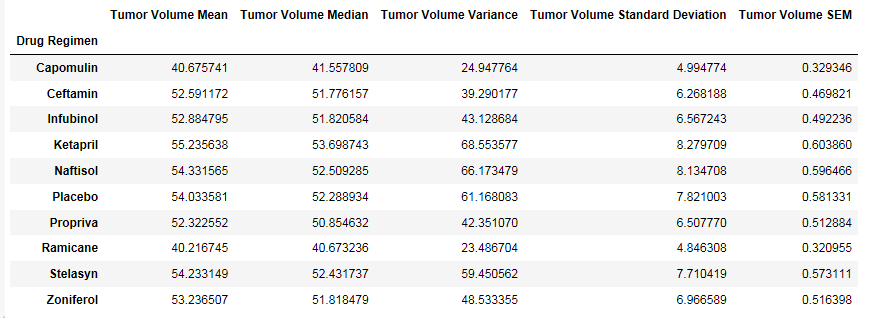 Tumor Volume Mean Tumor Volume Median Tumor Volume Variance Tumor Volume Standard Deviation Tumor Volume SEM
Drug Regimen
Capomulin 40.675741 41.557809 24.947764 4.994774 0.329346
Ceftamin 52.591172 51.776157 39.290177 6.268188 0.469821
Infubinol 52.884795 51.820584 43.128684 6.567243 0.492236
Ketapril 55.235638 53.698743 68.553577 8.279709 0.603860
Naftisol 54.331565 52.509285 66.173479 8.134708 0.596466
Placebo 54.033581 52.288934 61.168083 7.821003 0.581331
Propriva 52.322552 50.854632 42.351070 6.507770 0.512884
Ramicane 40.216745 40.673236 23.486704 4.846308 0.320955
Stelasyn 54.233149 52.431737 59.450562 7.710419 0.573111
Zoniferol 53.236507 51.818479 48.533355 6.966589 0.516398